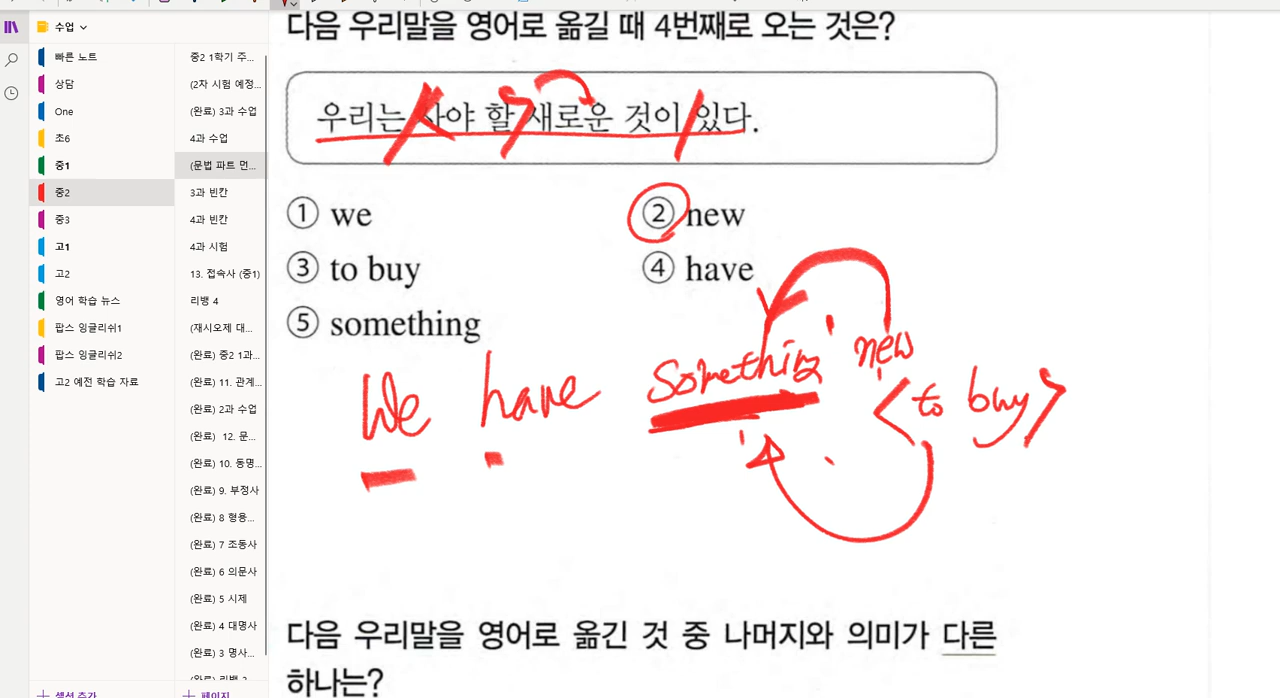 수업
빠른 노트
상담
One
초6
중1
중2
중3
고1
고2
영어 학습 뉴스
팝스 잉글리쉬1
팝스 잉글리쉬2
고2 예전 학습 자료
중2 1학기 주...
(2차 시험 예정...
(완료) 3과 수업
4과 수업
(문법 파트 먼...
3과 빈칸
4과 빈칸
4과 시험
13. 접속사 (중1)
리뱅 4
(재시오제 대...
(완료) 중2 1과...
(완료) 11. 관계...
(완료) 2과 수업
(완료) 12. 문...
(완료) 10. 동명...
(완료) 9. 부정사
(완료) 8 형용...
(완료) 7 조동사
(완료) 6 의문사
(완료) 5 시제
(완료) 4 대명사
(완료) 3 명사...
섹션 추가
페이지
다음 우리말을 영어로 옮길 때 4번째로 오는 것은?
우리는 사야 할 새로운 것이 있다.
① we
② new
③ to buy
④ have
⑤ something
We have Something new
<to buy>
다음 우리말을 영어로 옮긴 것 중 나머지와 의미가 다른
하나는?